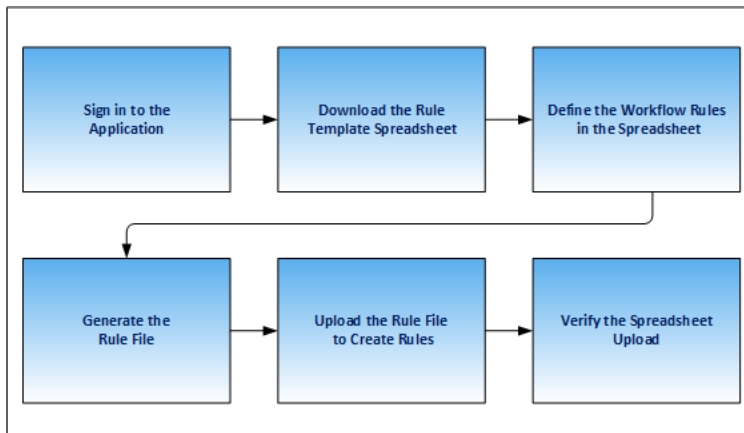 Sign in to the
Application
Download the Rule
Template Spreadsheet
Define the Workflow Rules
in the Spreadsheet
Generate the
Rule File
Upload the Rule File
to Create Rules
Verify the Spreadsheet
Upload